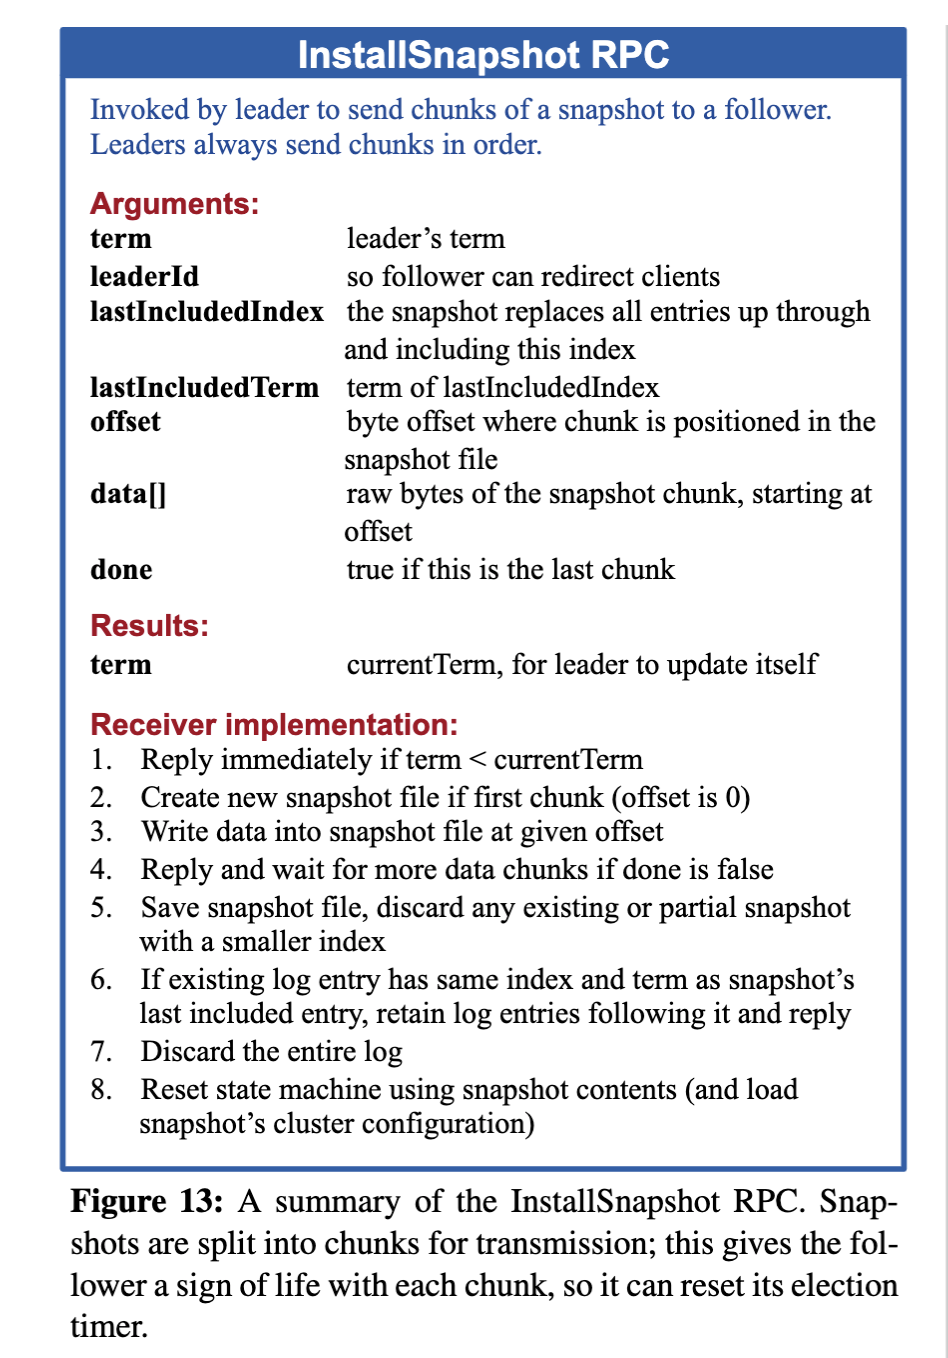 InstallSnapshot RPC
Invoked by leader to send chunks of a snapshot to a follower.
Leaders always send chunks in order.
Arguments:
term leader’s term
leaderId so follower can redirect clients
lastIncludedIndex the snapshot replaces all entries up through
and including this index
lastIncludedTerm term of lastIncludedIndex
offset byte offset where chunk is positioned in the
snapshot file
data[] raw bytes of the snapshot chunk, starting at
offset
done true if this is the last chunk
Results:
term currentTerm, for leader to update itself
Receiver implementation:
1. Reply immediately if term < currentTerm
2. Create new snapshot file if first chunk (offset is 0)
3. Write data into snapshot file at given offset
4. Reply and wait for more data chunks if done is false
5. Save snapshot file, discard any existing or partial snapshot
with a smaller index
6. If existing log entry has same index and term as snapshot’s
last included entry, retain log entries following it and reply
7. Discard the entire log
8. Reset state machine using snapshot contents (and load
snapshot’s cluster configuration)
Figure 13: A summary of the InstallSnapshot RPC. Snap-
shots are split into chunks for transmission; this gives the fol-
lower a sign of life with each chunk, so it can reset its election
timer.